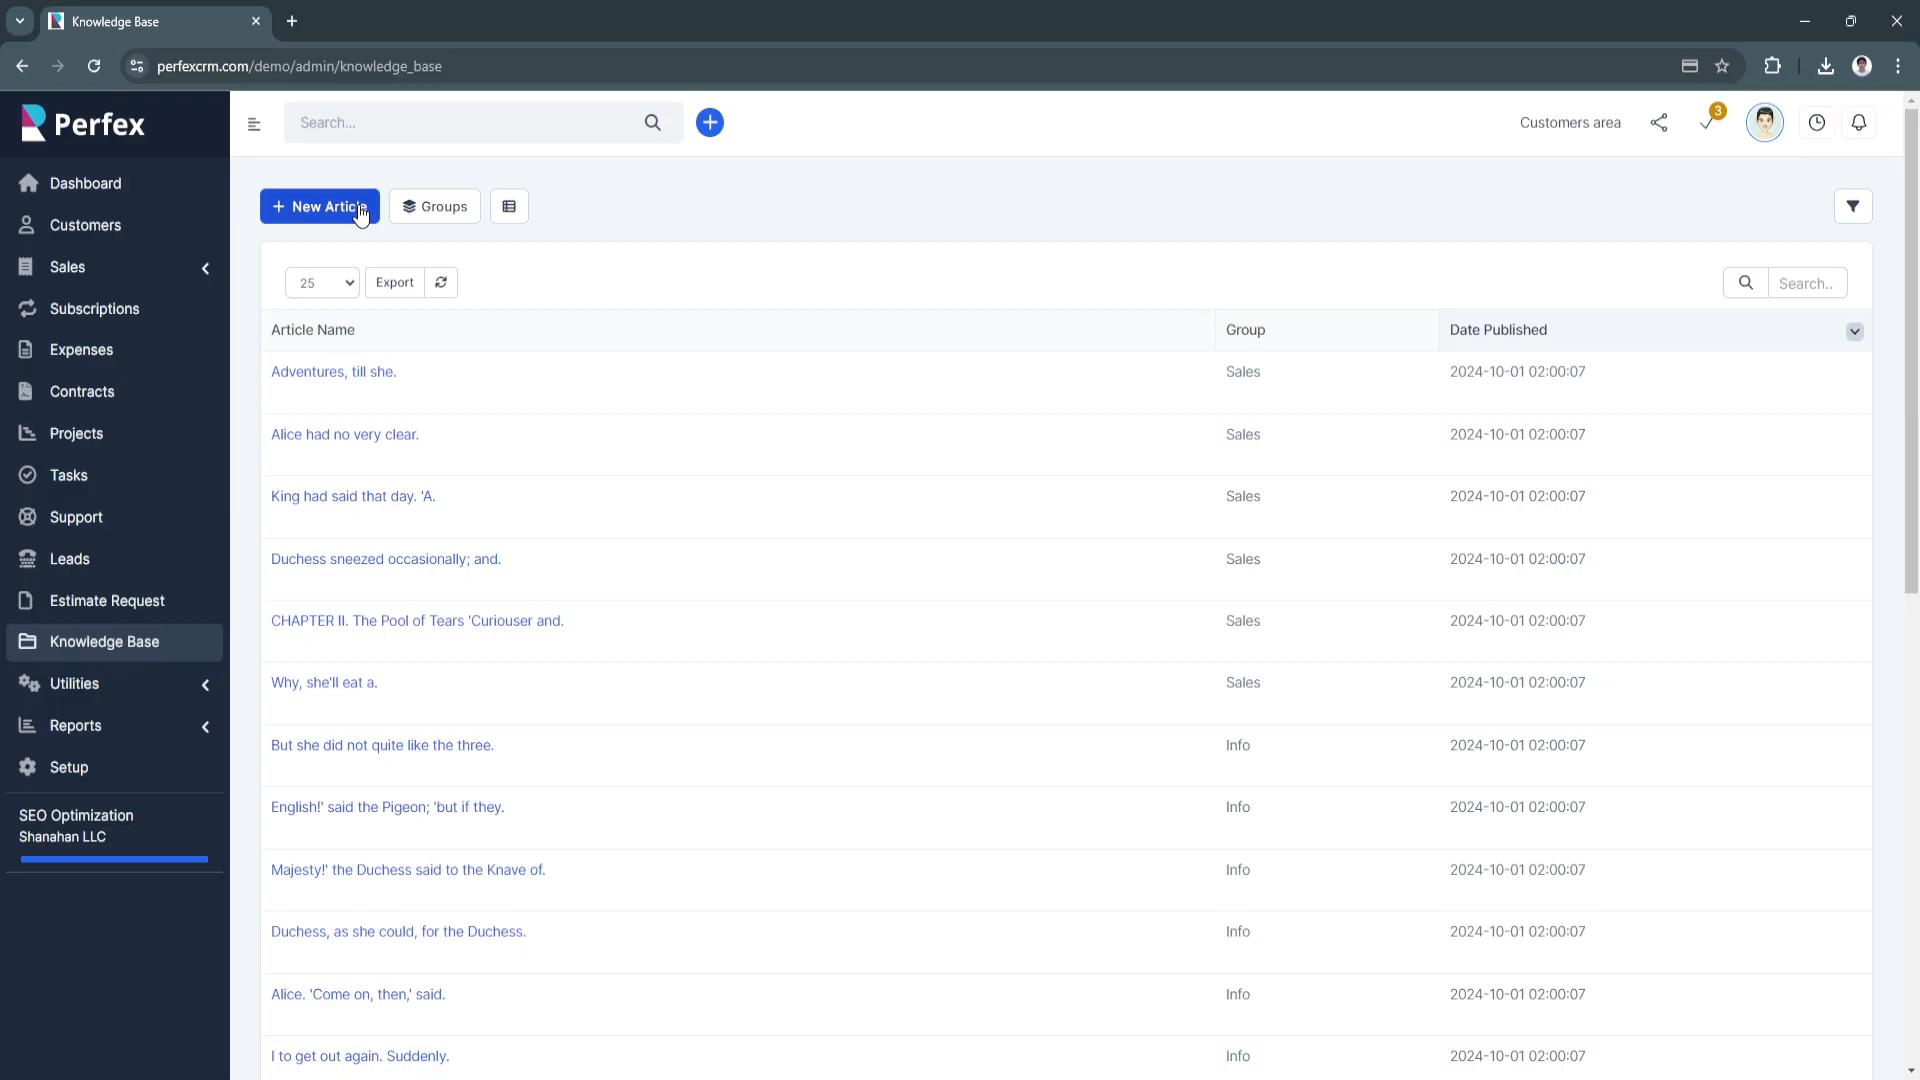 Knowledge Base
perfexcrm.com/demo/admin/knowledge_base
Perfex
Search...
Customers area
3
Dashboard
Customers
Sales
Subscriptions
Expenses
Contracts
Projects
Tasks
Support
Leads
Estimate Request
Knowledge Base
Utilities
Reports
Setup
SEO Optimization
Shanahan LLC
New Article
Groups
25
Export
Search..
Article Name Group Date Published
Adventures, till she. Sales 2024-10-01 02:00:07
Alice had no very clear. Sales 2024-10-01 02:00:07
King had said that day. 'A. Sales 2024-10-01 02:00:07
Duchess sneezed occasionally; and. Sales 2024-10-01 02:00:07
CHAPTER II. The Pool of Tears 'Curiouser and. Sales 2024-10-01 02:00:07
Why, she'll eat a. Sales 2024-10-01 02:00:07
But she did not quite like the three. Info 2024-10-01 02:00:07
English!' said the Pigeon; 'but if they. Info 2024-10-01 02:00:07
Majesty!' the Duchess said to the Knave of. Info 2024-10-01 02:00:07
Duchess, as she could, for the Duchess. Info 2024-10-01 02:00:07
Alice. 'Come on, then,' said. Info 2024-10-01 02:00:07
I to get out again. Suddenly. Info 2024-10-01 02:00:07